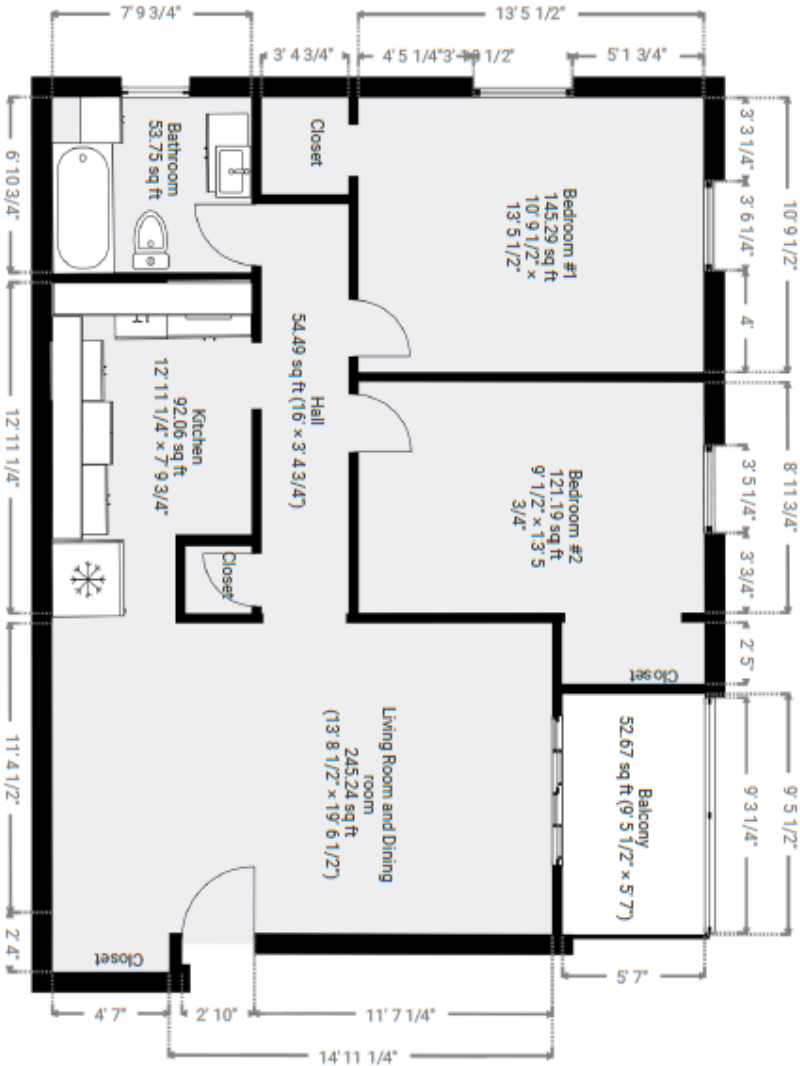 7' 9 3/4"
13' 5 1/2"
3' 4 3/4"
4' 5 1/4"
5' 1 3/4"
6' 10 3/4"
12' 11 1/4"
11' 4 1/2"
2' 4"
Bathroom
53.75 sq ft
Closet
Bedroom #1
145.29 sq ft
10' 9 1/2" ×
13' 5 1/2"
3' 3 1/4"
3' 6 1/4"
4'
10' 9 1/2"
Hall
54.49 sq ft (16' × 3' 4 3/4")
Kitchen
92.06 sq ft
12' 11 1/4" × 7' 9 3/4"
Closet
Bedroom #2
121.19 sq ft
9' 1/2" × 13' 5
3/4"
Closet
3' 5 1/4"
3' 3/4"
2' 5"
8' 11 3/4"
Living Room and Dining
room
245.24 sq ft
(13' 8 1/2" × 19' 6 1/2")
Balcony
52.67 sq ft (9' 5 1/2" × 5' 7")
9' 3 1/4"
9' 5 1/2"
Closet
4' 7"
2' 10"
11' 7 1/4"
5' 7"
14' 11 1/4"